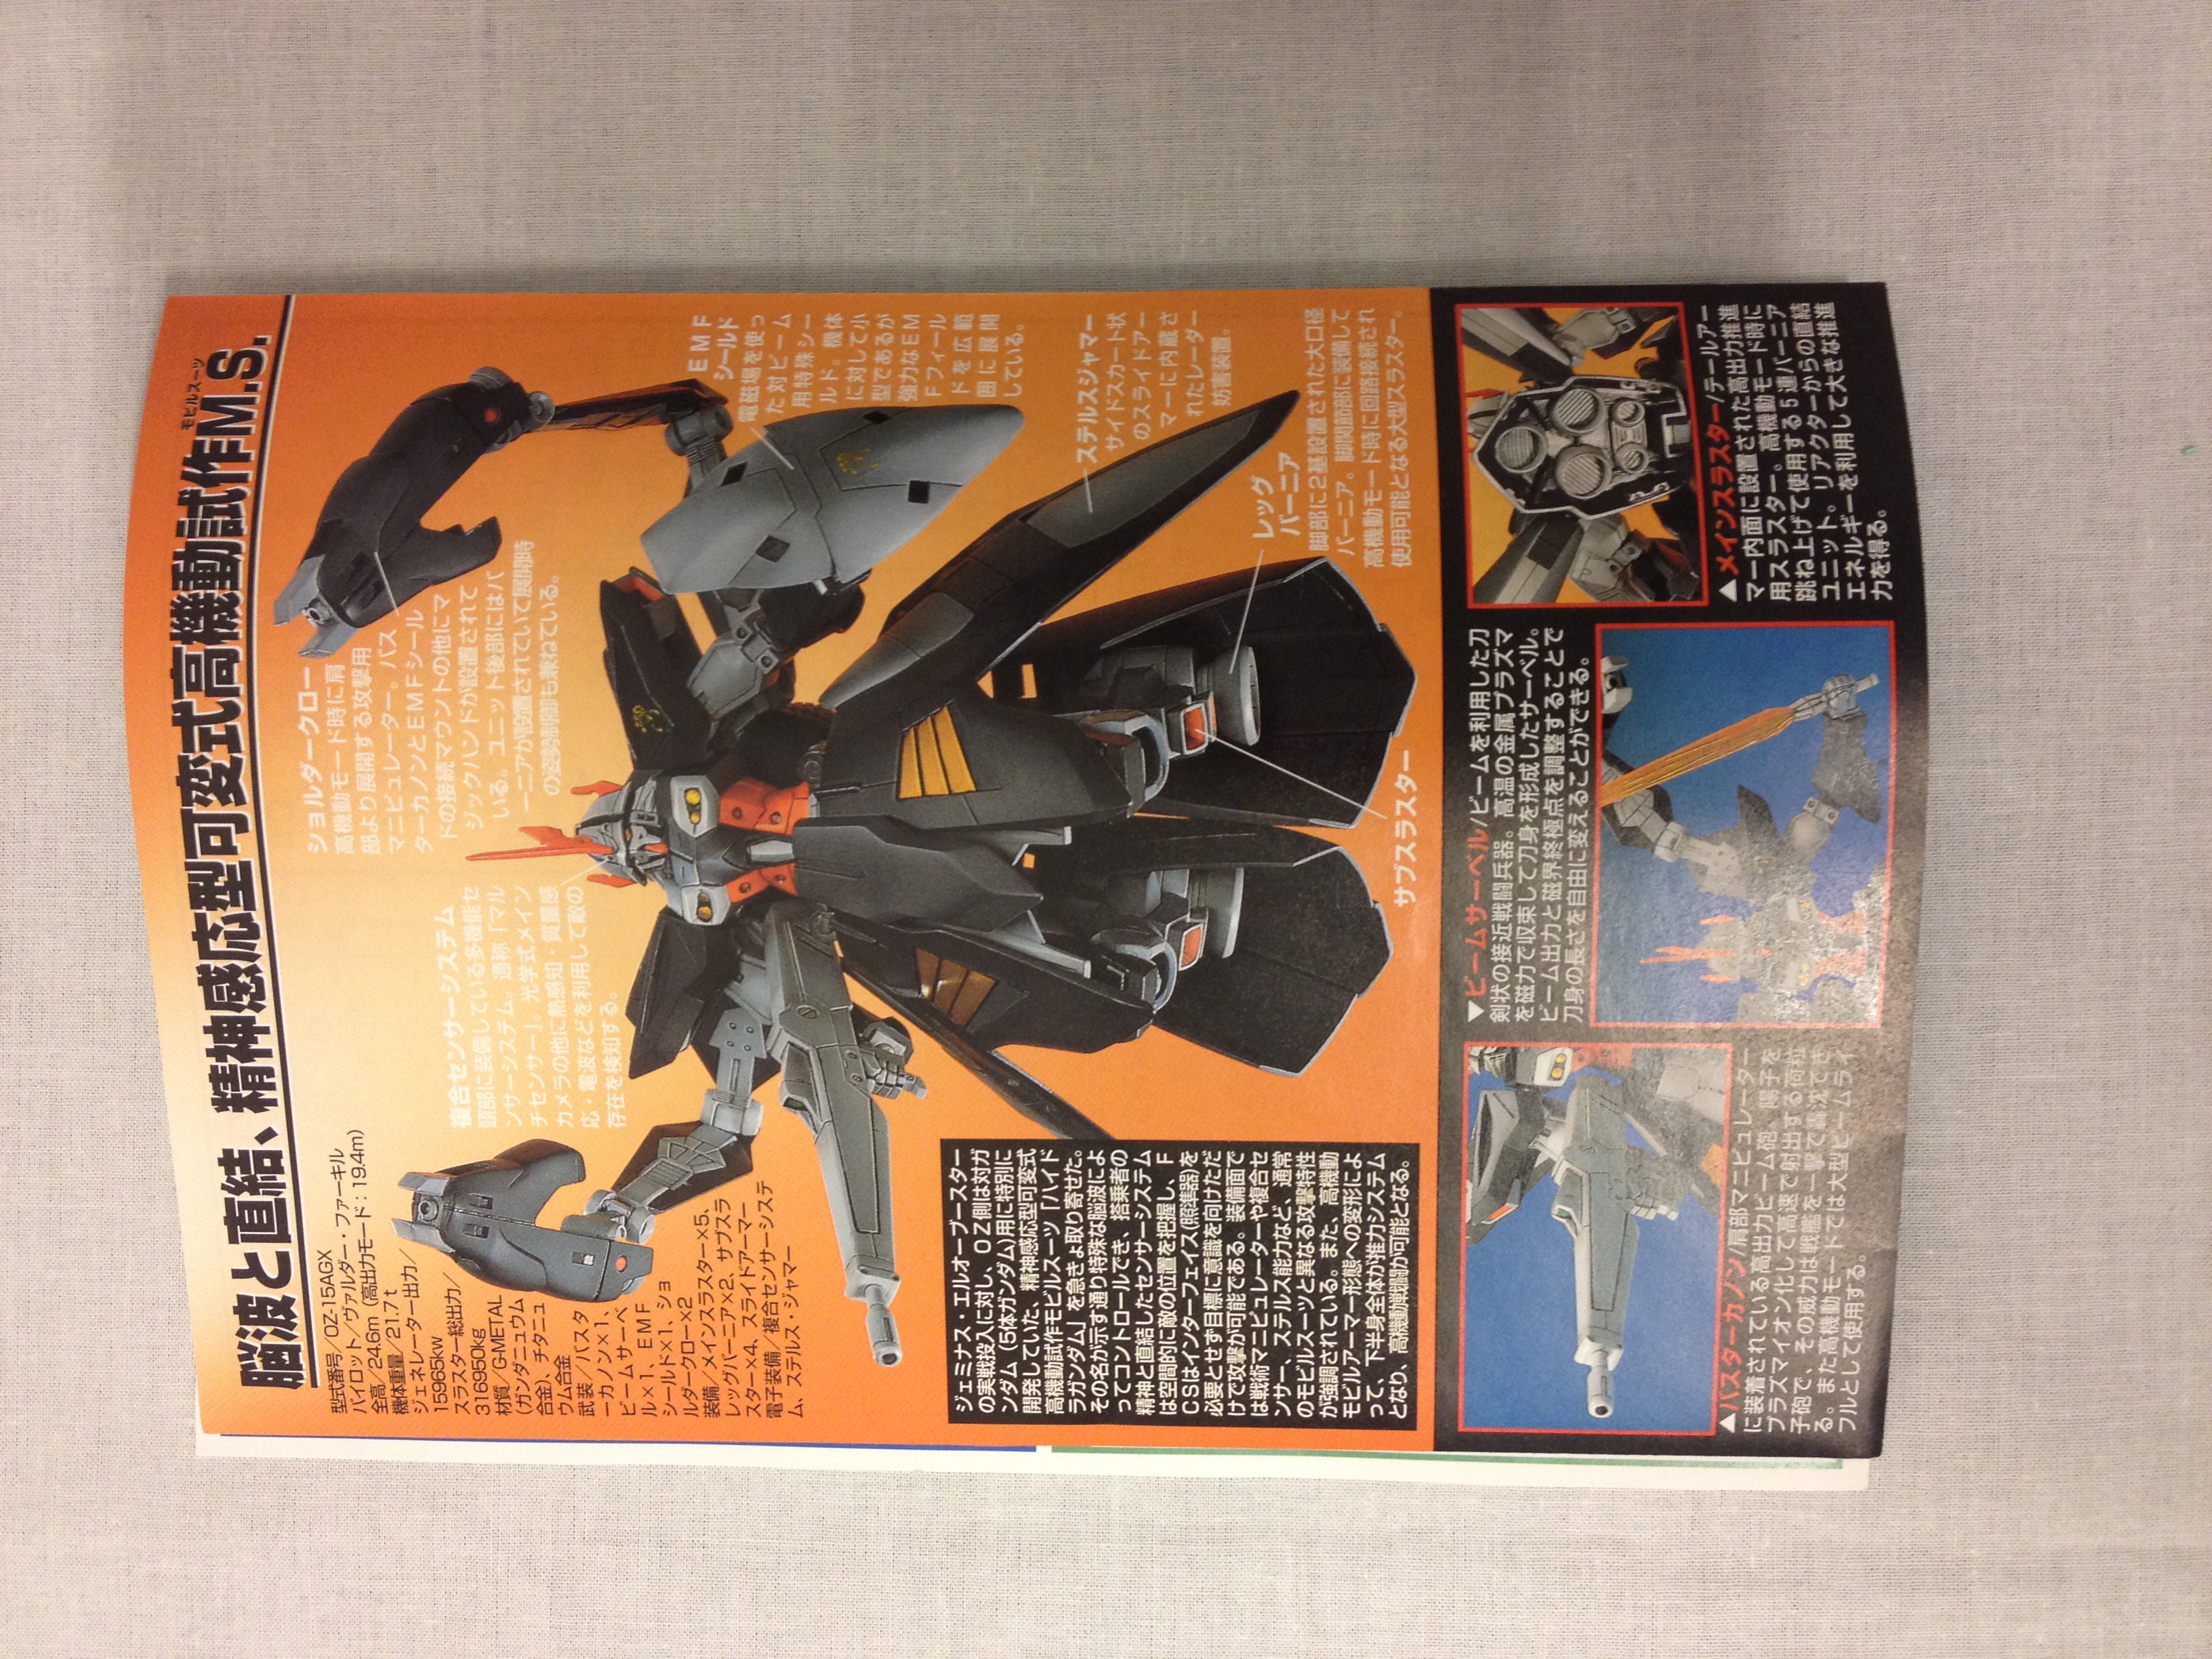 モビルスーツ
脳波と直結、精神感応型可変式高機動試作M.S.
型式番号/OZ-15AGX
パイロット/ヴァルダー・ファーキル
全高/24.6m（高出力モード：19.4m）
機体重量/21.7t
ジェネレーター出力/
15965kw
スラスター総出力/
316950kg
材質/G-METAL
（ガンダニュウム
合金）、チタニュ
ウム合金
武装/バスタ
ーカノン×1、
ビームサーベ
ル×1、EMF
シールド×1、ショ
ルダークロー×2
装備/メインスラスター×5、
レッグバーニア×2、サブスラ
スター×4、スライドアーマー
電子装備/複合センサーシステ
ム、ステルス・ジャマー
複合センサーシステム
頭部に装備している多機能セ
ンサーシステム。通称「マル
チセンサー」。光学式メイン
カメラの他に熱感知・質量感
応・電波などを利用して敵の
存在を検知する。
ショルダークロー
高機動モード時に肩
部より展開する攻撃用
マニピュレーター。バス
ターカノンとEMFシール
ドの接続マウントの他にマ
ジックハンドが設置されて
いる。ユニット後部にはバ
ーニアが設置されていて展開時
の姿勢制御も兼ねている。
EMF
シールド
電磁場を使っ
た対ビーム
用特殊シー
ルド。機体
に対して小
型であるが
強力なEM
Fフィール
ドを広範
囲に展開
している。
ステルスジャマー
サイドスカート状
のスライドアー
マーに内蔵さ
れたレーダー
妨害装置。
レッグ
バーニア
脚部に2基設置された大口径
バーニア。脚関節部に装備して
高機動モード時に回路接続され
使用可能となる大型スラスター。
サブスラスター
ジェミナス・エルオーブースター
の実戦投入に対し、OZ側は対ガ
ンダム（5体ガンダム）用に特別に
開発していた、精神感応型可変式
高機動試作モビルスーツ「ハイド
ラガンダム」を急きょ取り寄せた。
その名が示す通り特殊な脳波によ
ってコントロールでき、搭乗者の
精神と直結したセンサーシステム
は空間的に敵の位置を把握し、F
CSはインターフェイス（照準器）を
必要とせず目標に意識を向けただ
けで攻撃が可能である。装備面で
は戦術マニピュレーターや複合セ
ンサー、ステルス能力など、通常
のモビルスーツと異なる攻撃特性
が強調されている。また、高機動
モビルアーマー形態への変形によ
って、下半身全体が推力システム
となり、高機動戦闘が可能となる。
▲バスターカノン/肩部マニピュレーター
に装着されている高出力ビーム砲。陽子を
プラズマイオン化して高速で射出する荷粒
子砲で、その威力は戦艦を一撃で轟沈でき
る。また高機動モードでは大型ビームライ
フルとして使用する。
▼ビームサーベル/ビームを利用した刀
剣状の接近戦闘兵器。高温の金属プラズマ
を磁力で収束して刀身を形成したサーベル。
ビーム出力と磁界終極点を調整することで
刀身の長さを自由に変えることができる。
▲メインスラスター/テールアー
マー内面に設置された高出力推進
用スラスター。高機動モード時に
跳ね上げて使用する5連バーニア
ユニット。リアクターからの直結
エネルギーを利用して大きな推進
力を得る。